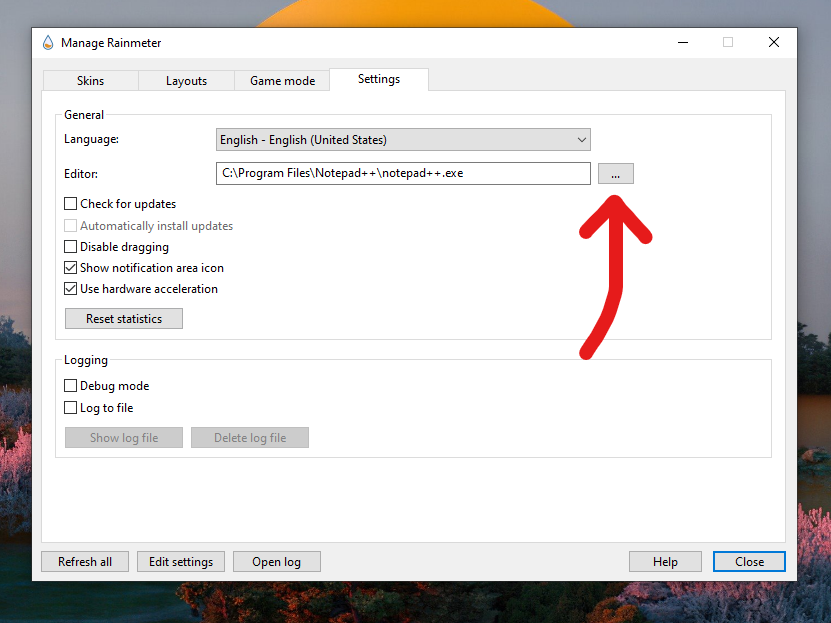 Manage Rainmeter
Skins Layouts Game mode Settings
General
Language: English - English (United States)
Editor: C:\Program Files\Notepad++\notepad++.exe ...
Check for updates
Automatically install updates
Disable dragging
Show notification area icon
Use hardware acceleration
Reset statistics
Logging
Debug mode
Log to file
Show log file Delete log file
Refresh all Edit settings Open log Help Close